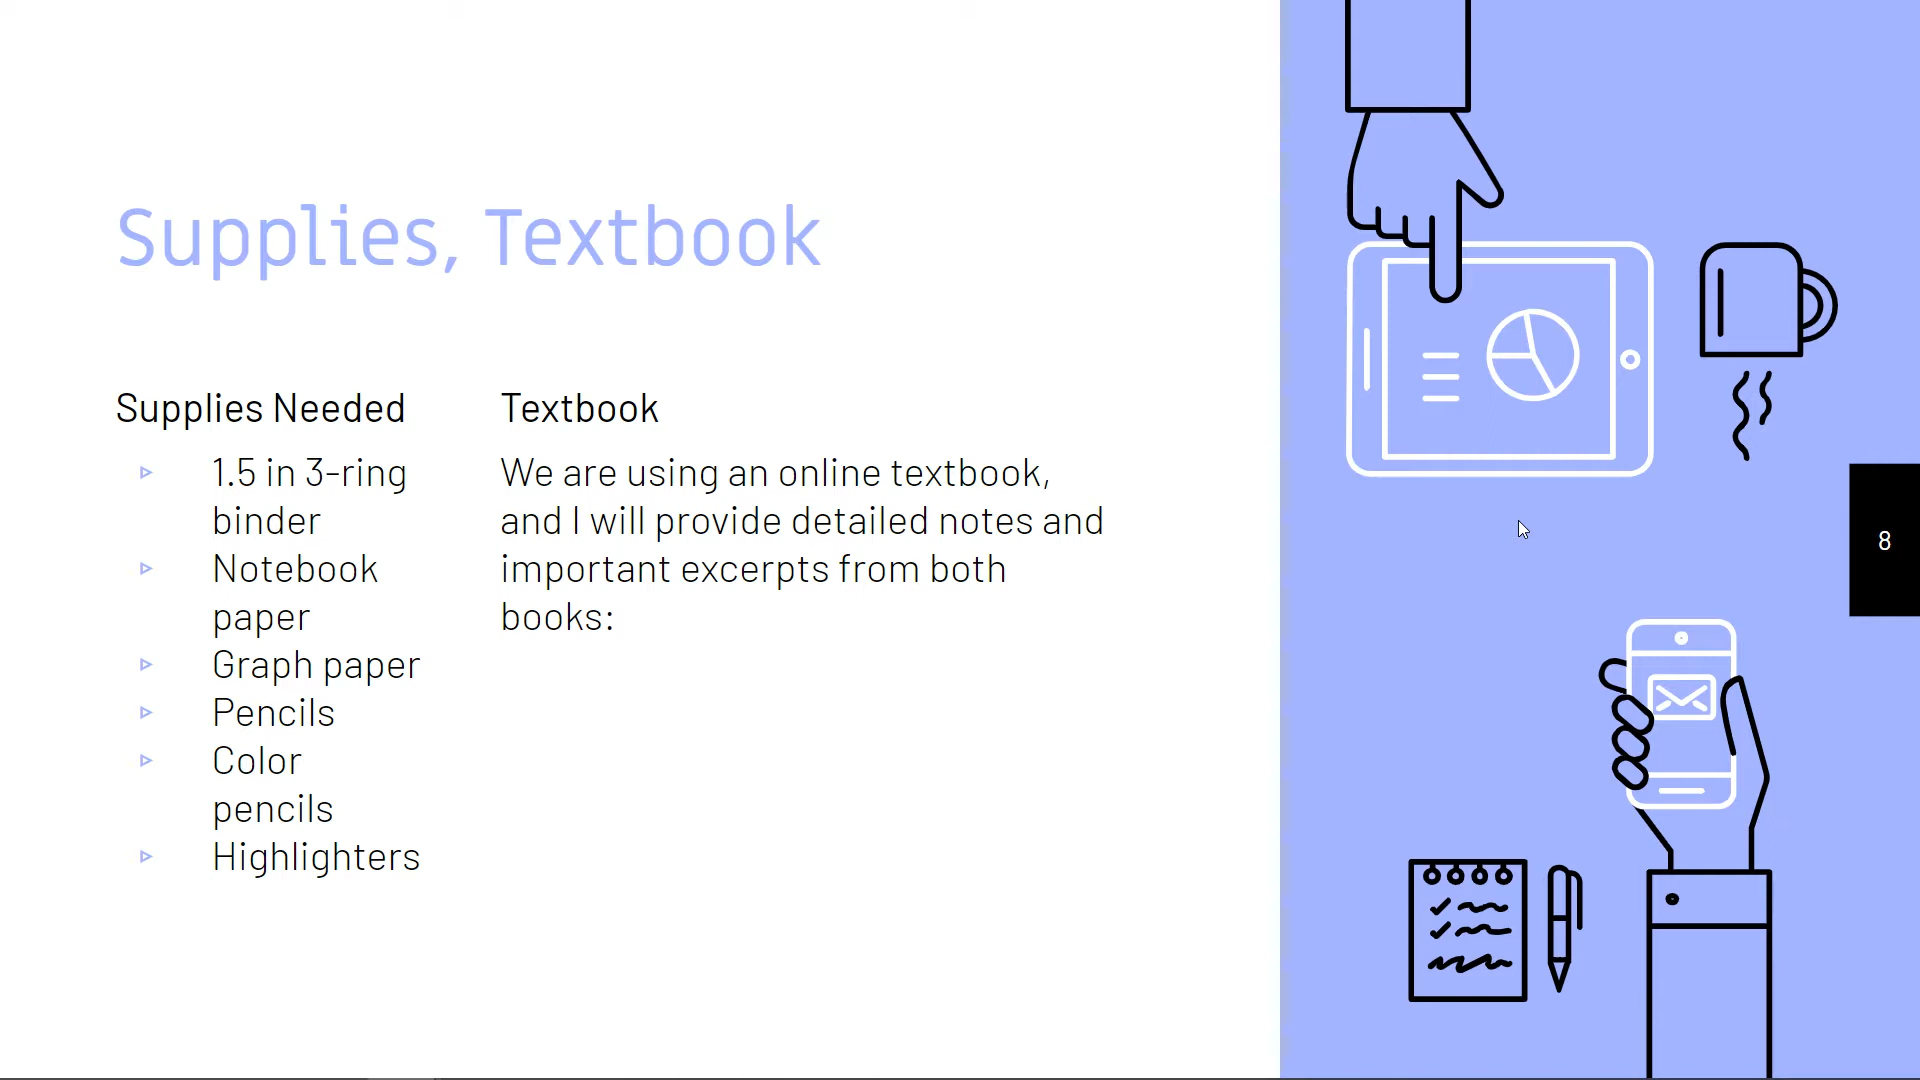 Supplies, Textbook
Supplies Needed
▹ 1.5 in 3-ring
binder
▹ Notebook
paper
▹ Graph paper
▹ Pencils
▹ Color
pencils
▹ Highlighters
Textbook
We are using an online textbook,
and I will provide detailed notes and
important excerpts from both
books:
8